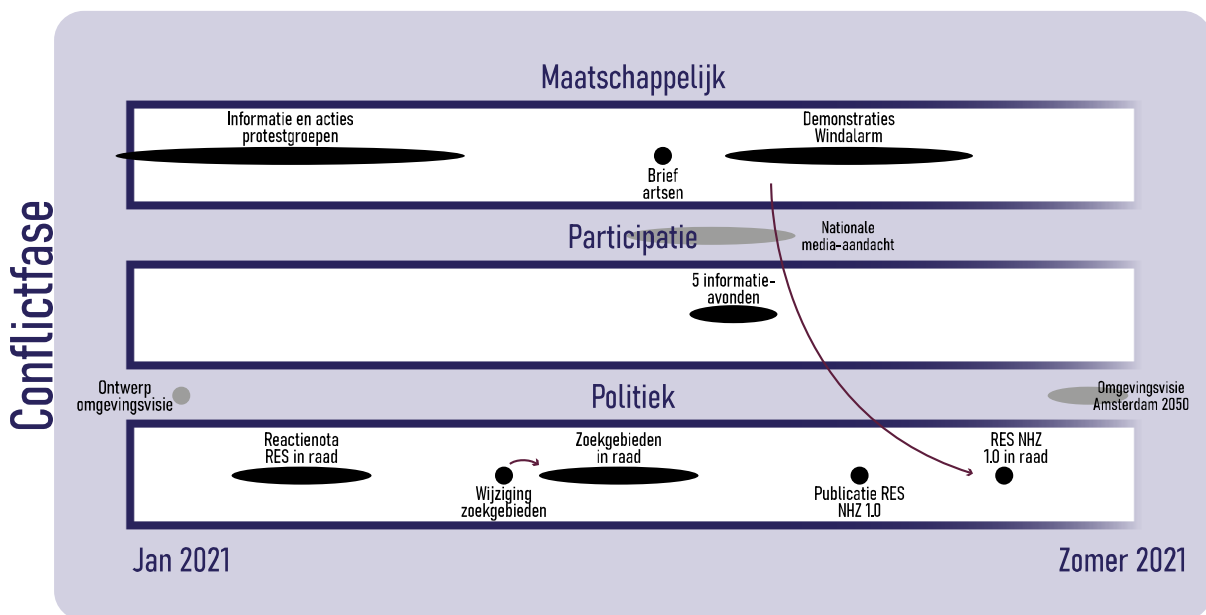 Conflictfase
Maatschappelijk
Informatie en acties
protestgroepen
Brief
artsen
Demonstraties
Windalarm
Participatie
Nationale
media-aandacht
5 informatie-
avonden
Ontwerp
omgevingsvisie
Politiek
Omgevingsvisie
Amsterdam 2050
Reactienota
RES in raad
Wijziging
zoekgebieden
Zoekgebieden
in raad
Publicatie RES
NHZ 1.0
RES NHZ
1.0 in raad
Jan 2021
Zomer 2021